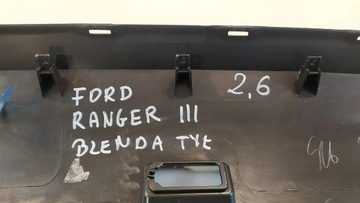 FORD
2,6
RANGER III
BLENDA TYŁ